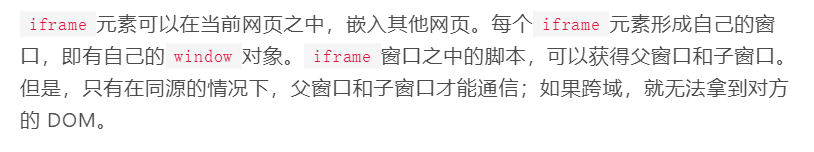 iframe元素可以在当前网页之中，嵌入其他网页。每个iframe元素形成自己的窗
口，即有自己的window对象。iframe窗口之中的脚本，可以获得父窗口和子窗口。
但是，只有在同源的情况下，父窗口和子窗口才能通信；如果跨域，就无法拿到对方
的 DOM。